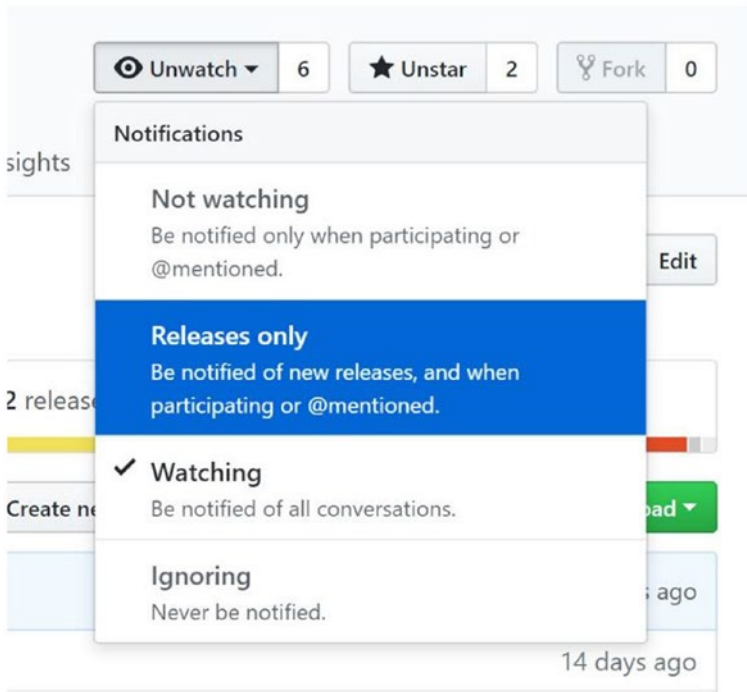 Unwatch 6 Unstar 2 Fork 0
Notifications
sights
Not watching
Be notified only when participating or
@mentioned.
Edit
Releases only
Be notified of new releases, and when
participating or @mentioned.
2 release
Watching
Be notified of all conversations.
Create ne
oad
Ignoring
Never be notified.
s ago
14 days ago